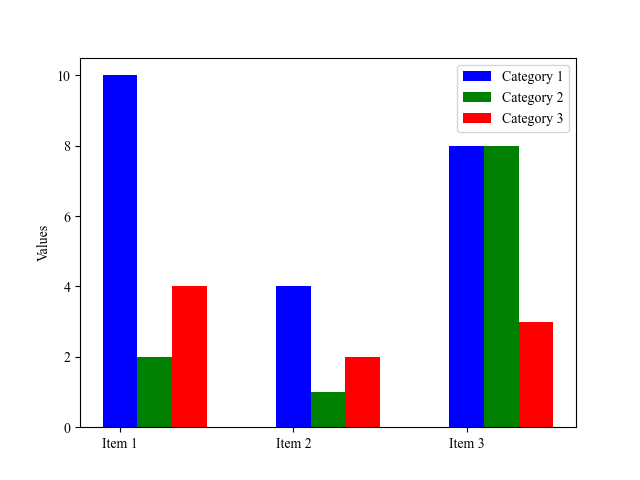 Category 1
Category 2
Category 3
Values
10
8
6
4
2
0
Item 1
Item 2
Item 3